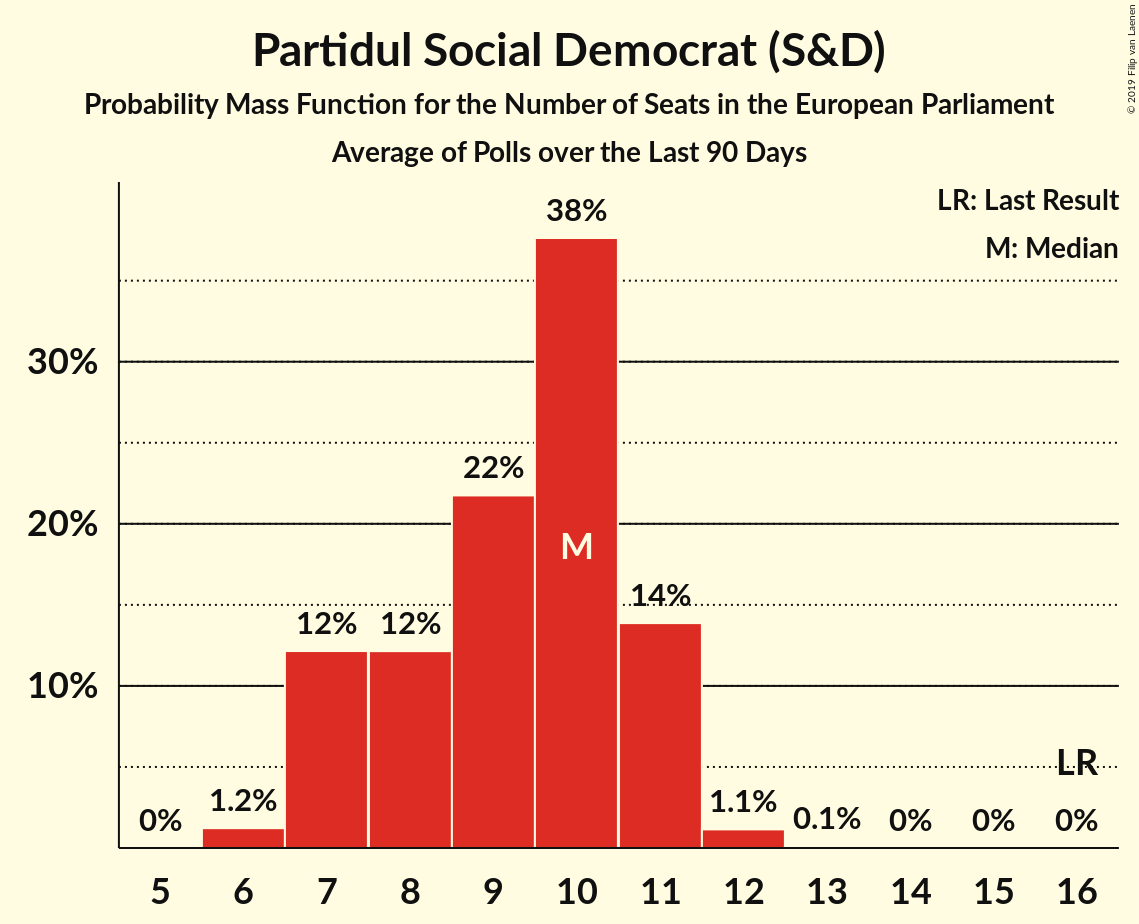 Partidul Social Democrat (S&D)
Probability Mass Function for the Number of Seats in the European Parliament
Average of Polls over the Last 90 Days
© 2019 Filip van Laenen
LR: Last Result
M: Median
38%
30%
22%
20%
M
14%
12% 12%
10%
LR
0% 1.2% 1.1% 0.1% 0% 0% 0%
5 6 7 8 9 10 11 12 13 14 15 16